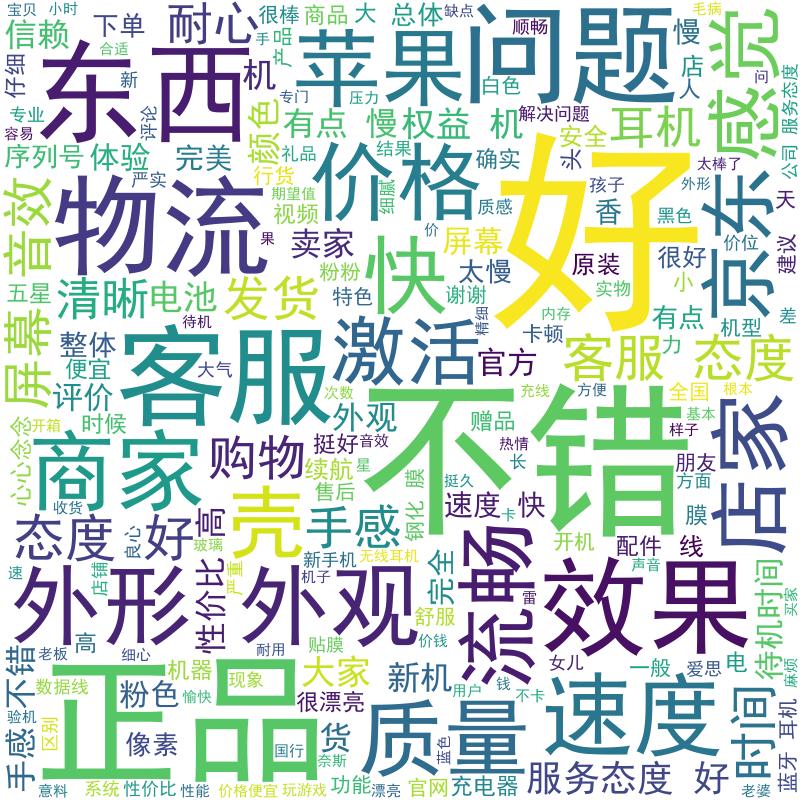 宝贝
小时
信赖
下单
耐心
很棒
商品
大
总体
缺点
手
产品
仔细
东西
机
苹果
问题
顺畅
慢
毛病
店
人
感觉
白色
专业
新
专门
压力
解决问题
容易
评论
颜色
有点
慢
权益
机
安全
耳机
服务态度
公司
序列号
体验
完美
严实
礼品
行货
结果
期望值
视频
细腻
价格
确实
质感
头
好
孩子
香
黑色
太棒了
外形
京东
天
价位
建议
音效
物流
果
卖家
屏幕
太慢
原装
很好
小
五星
清晰
电池
发货
粉粉
特色
快
谢谢
实物
有点
机型
差
待机
精细
内存
卡顿
力
屏幕
整体
便宜
大气
客服
激活
官方
客服
态度
评价
时候
次数
外观
充线
方便
全国
根本
不错
赠品
基本
样子
店家
心心念念
开箱
商家
购物
挺好
音效
热情
续航
星
长
朋友
售后
挺久
方面
收货
壳
钢化
膜
速度
快
卡
膜
态度
好
良心
高
玻璃
手感
新手机
无线耳机
开机
配件
线
声音
速
店铺
性价比
严重
机子
完全
流畅
雷
待机时间
买家
外形
外观
舒服
效果
老板
高
细心
耐用
贴膜
价钱
女儿
一般
爱思
电
麻烦
手感
不错
数据线
正品
机器
现象
大家
新机
用户
钱
不卡
粉色
愉快
很漂亮
质量
速度
时间
耳机
蓝牙
验机
区别
像素
国行
奈斯
货
蓝色
意料
系统
性价比
性能
价格便宜
玩游戏
漂亮
功能
官网
充电器
服务态度
好
老婆